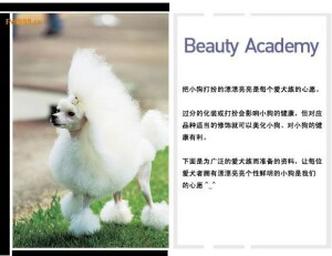 Beauty Academy
把小狗打扮的漂漂亮亮是每个爱犬族的心愿。
过分的化装或打扮会影响小狗的健康，但对应
品种适当的修饰就可以美化小狗，对小狗的健
康有利。
下面是为广泛的爱犬族而准备的资料，让每位
爱犬者拥有漂漂亮亮个性鲜明的小狗是我们
的心愿^_^